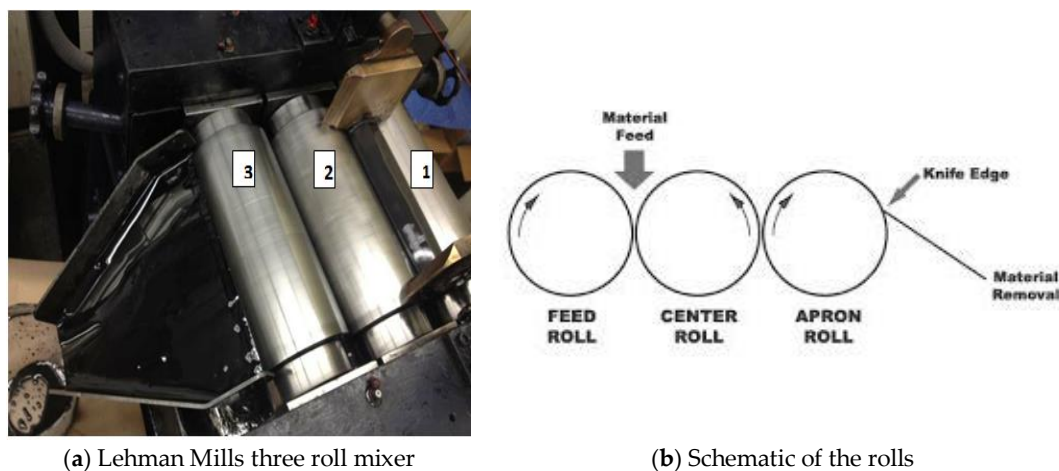 3
2
1
Material
Feed
Knife Edge
Material
Removal
FEED
ROLL
CENTER
ROLL
APRON
ROLL
(a) Lehman Mills three roll mixer
(b) Schematic of the rolls